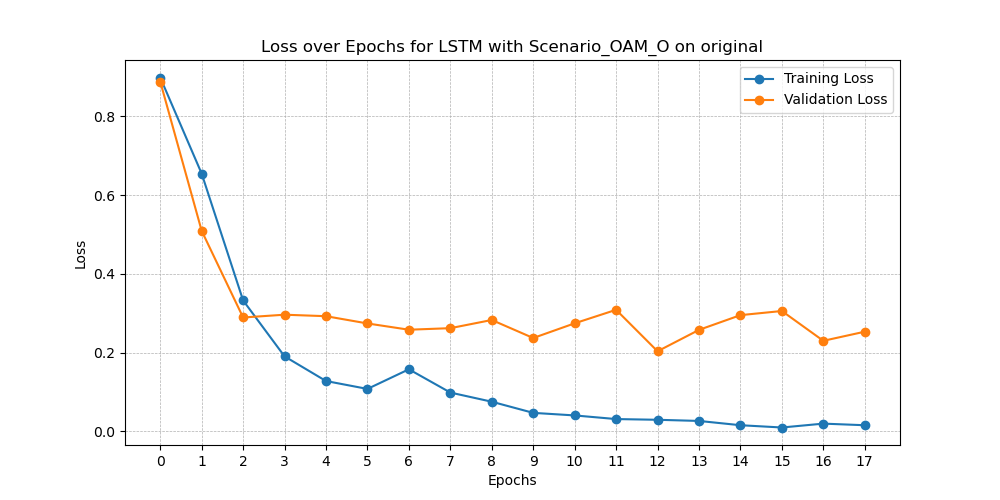 Loss over Epochs for LSTM with Scenario_OAM_O on original
Training Loss
Validation Loss
Loss
0.8
0.6
0.4
0.2
0.0
0 1 2 3 4 5 6 7 8 9 10 11 12 13 14 15 16 17
Epochs